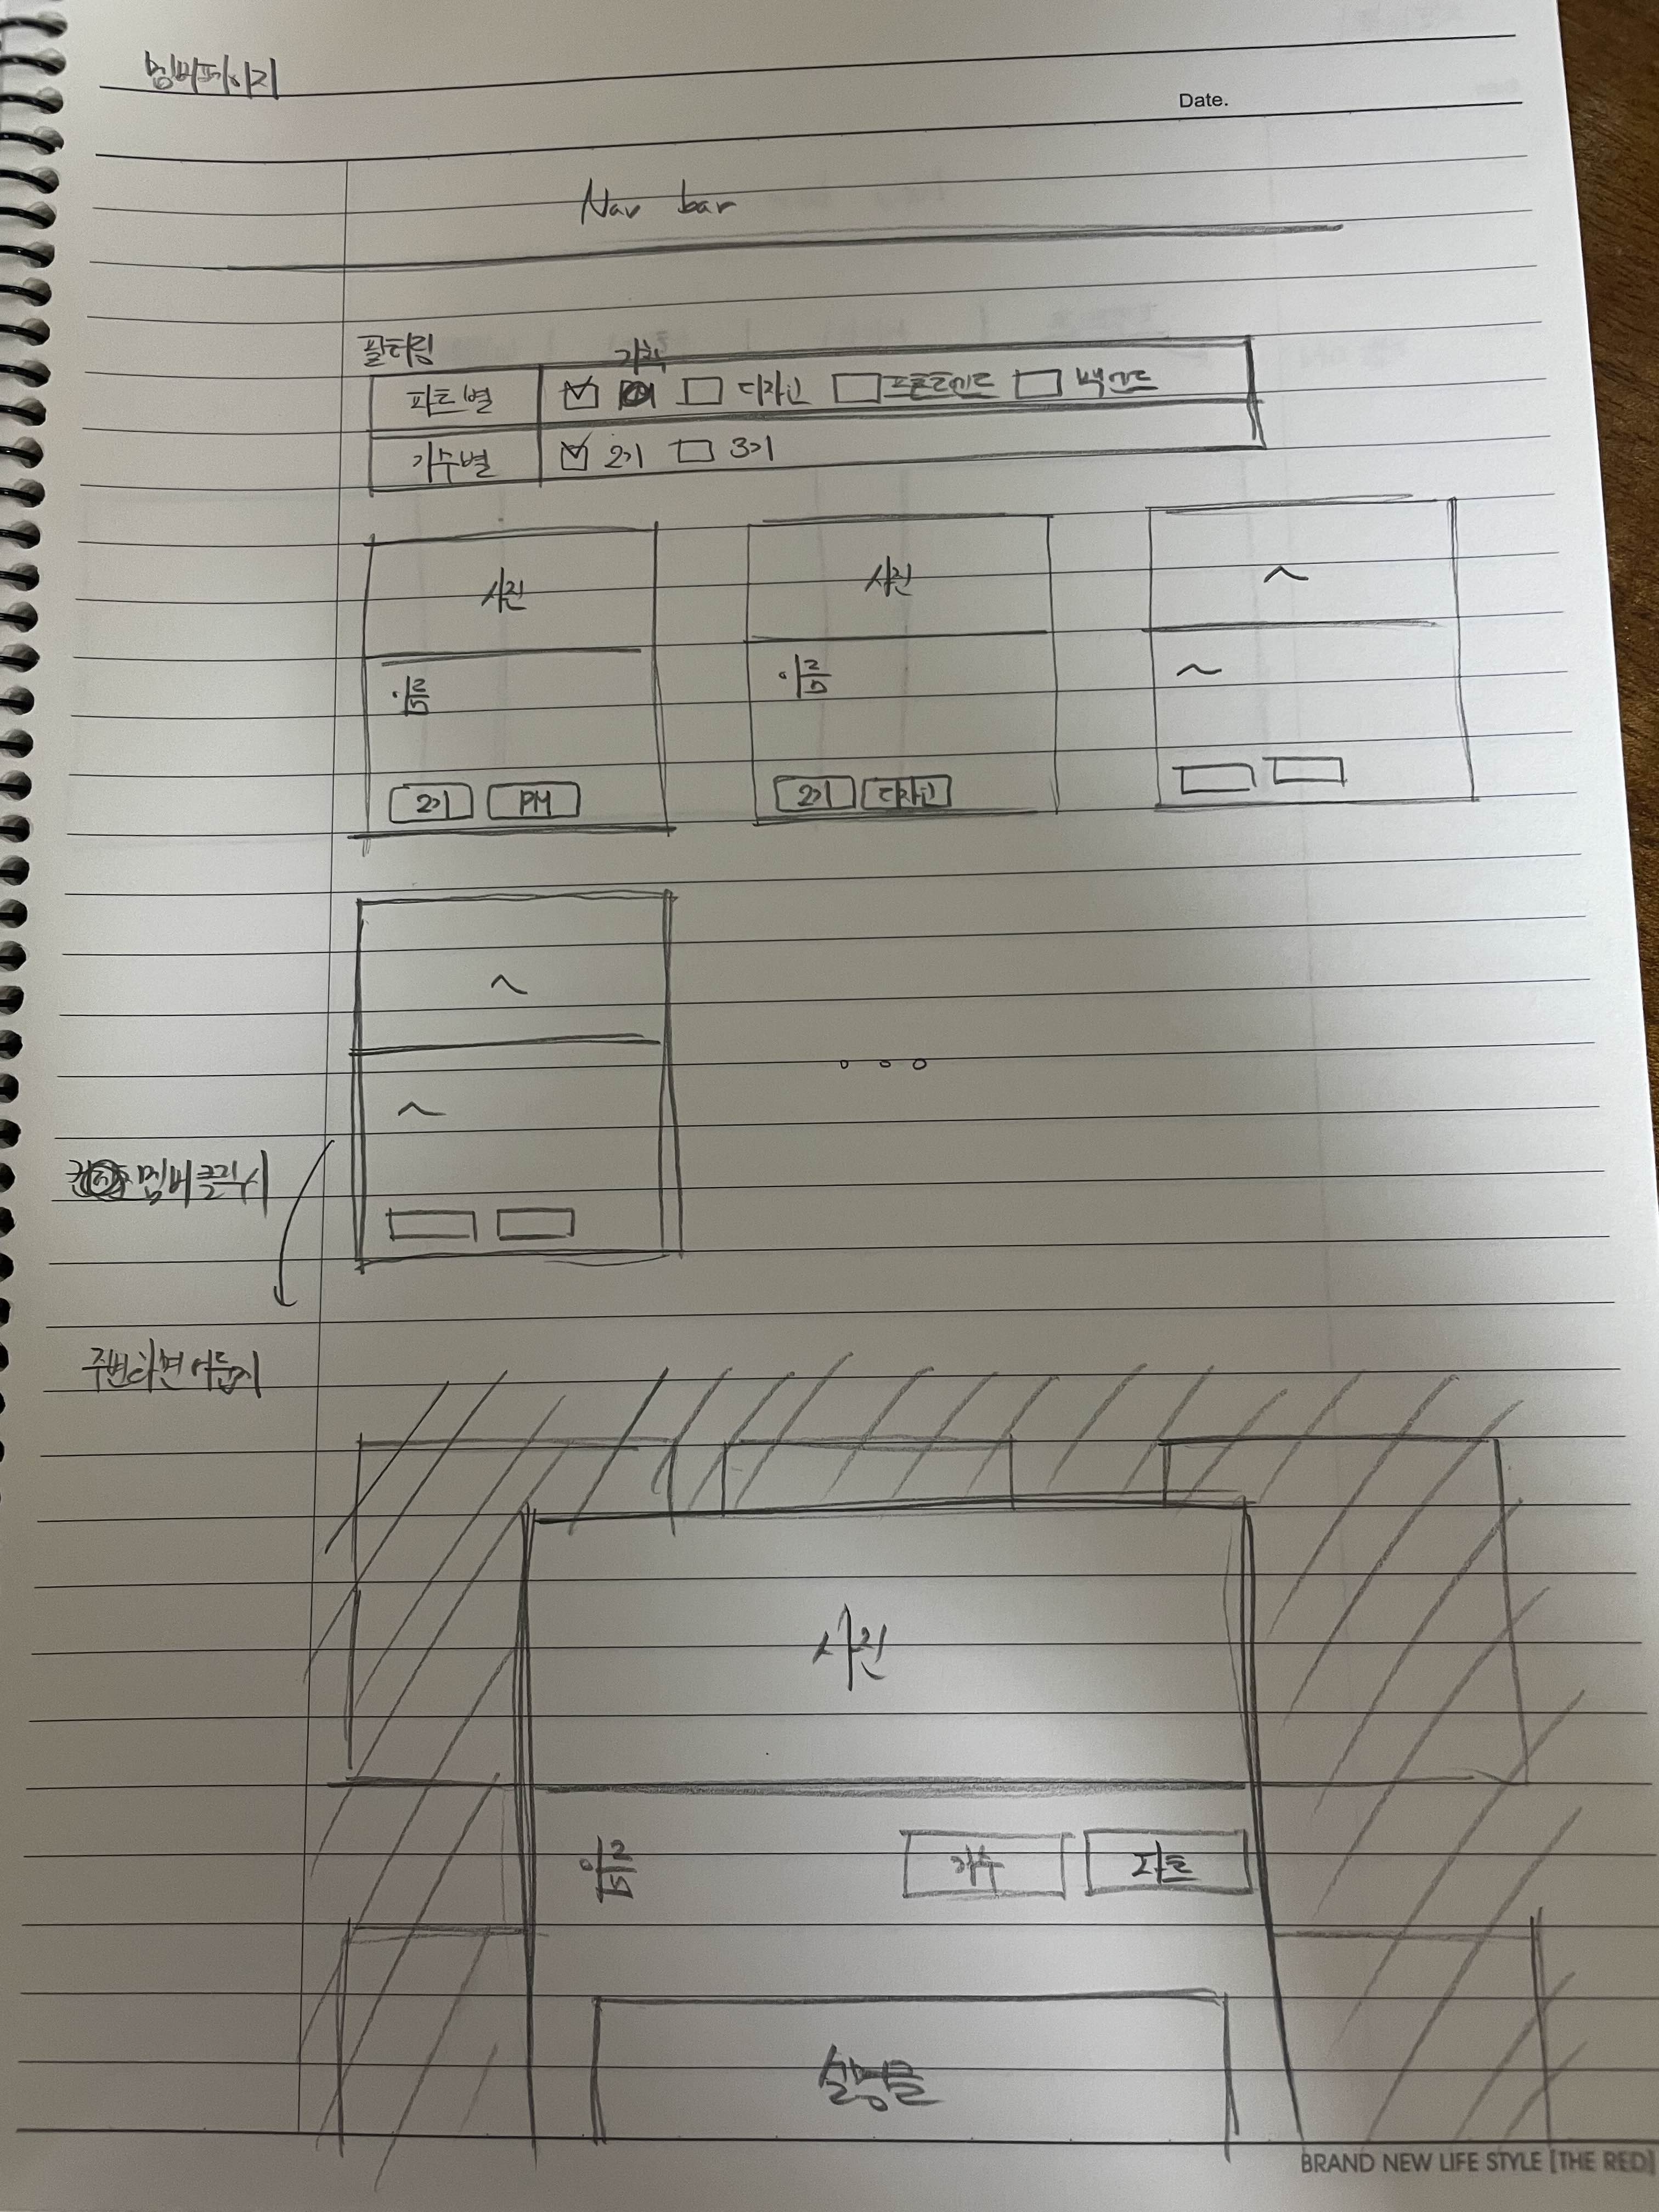 멤버페이지
Date.
Nav bar
필터링
기획
파트별 디자인 프론트엔드 백엔드
기수별 2기 3기
사진 사진
이름 이름
2기 PM 2기 디자인
멤버 클릭 시
주변화면 어둡게
사진
이름 기수 파트
설명글
BRAND NEW LIFE STYLE [THE RED]